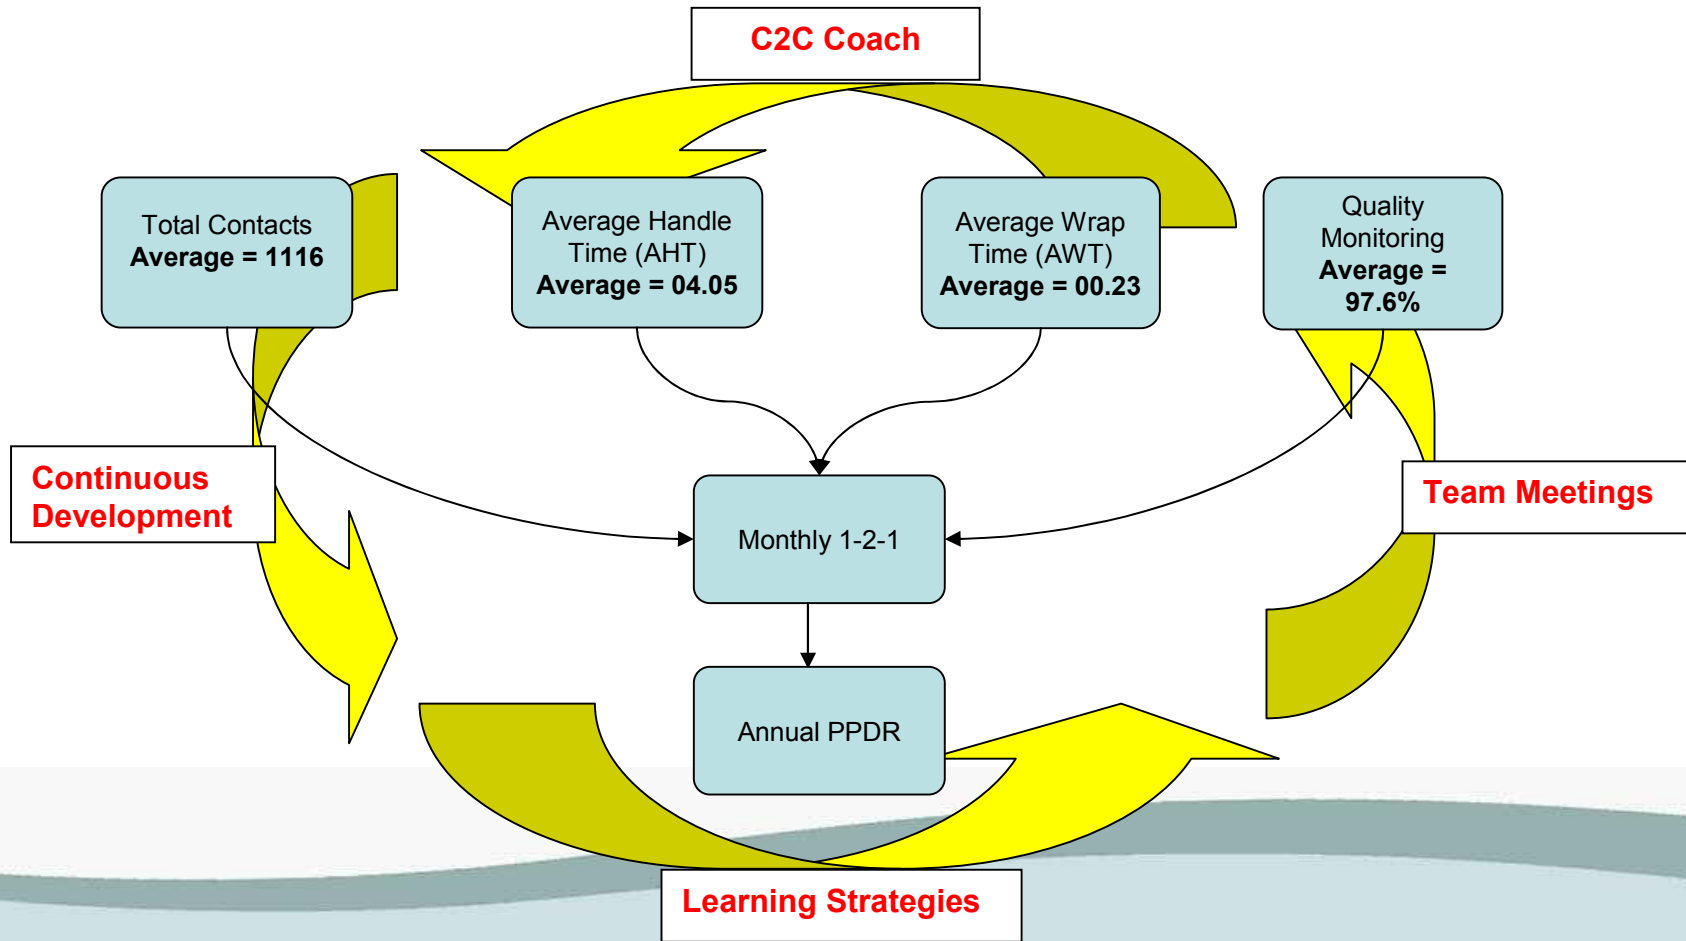 C2C Coach
Total Contacts
Average = 1116
Average Handle
Time (AHT)
Average = 04.05
Average Wrap
Time (AWT)
Average = 00.23
Quality
Monitoring
Average =
97.6%
Continuous
Development
Team Meetings
Monthly 1-2-1
Annual PPDR
Learning Strategies